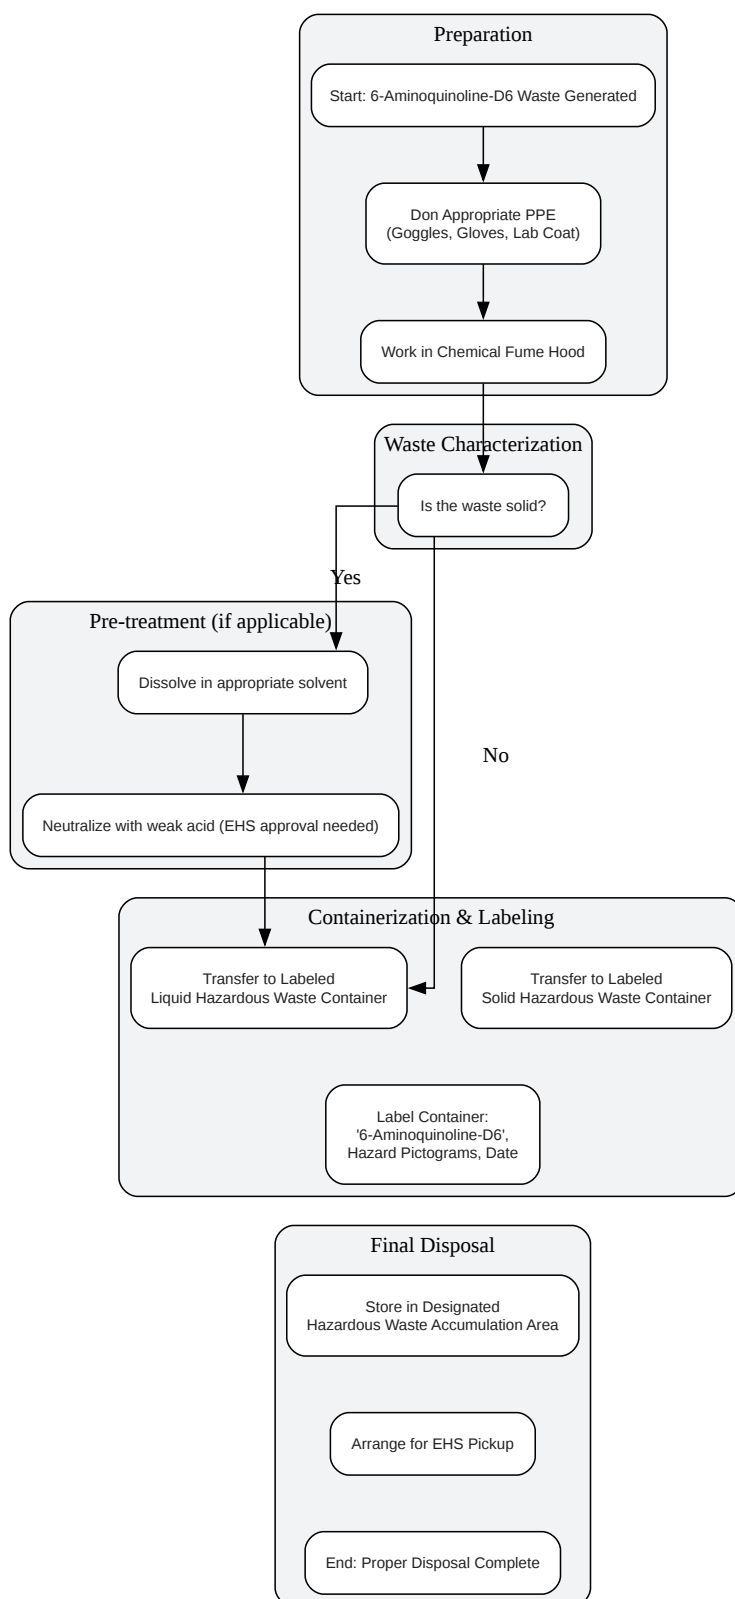 Preparation
Start: 6-Aminoquinoline-D6 Waste Generated
Don Appropriate PPE
(Goggles, Gloves, Lab Coat)
Work in Chemical Fume Hood
Waste Characterization
Is the waste solid?
Yes
Pre-treatment (if applicable)
Dissolve in appropriate solvent
No
Neutralize with weak acid (EHS approval needed)
Containerization & Labeling
Transfer to Labeled
Liquid Hazardous Waste Container
Transfer to Labeled
Solid Hazardous Waste Container
Label Container:
'6-Aminoquinoline-D6',
Hazard Pictograms, Date
Final Disposal
Store in Designated
Hazardous Waste Accumulation Area
Arrange for EHS Pickup
End: Proper Disposal Complete